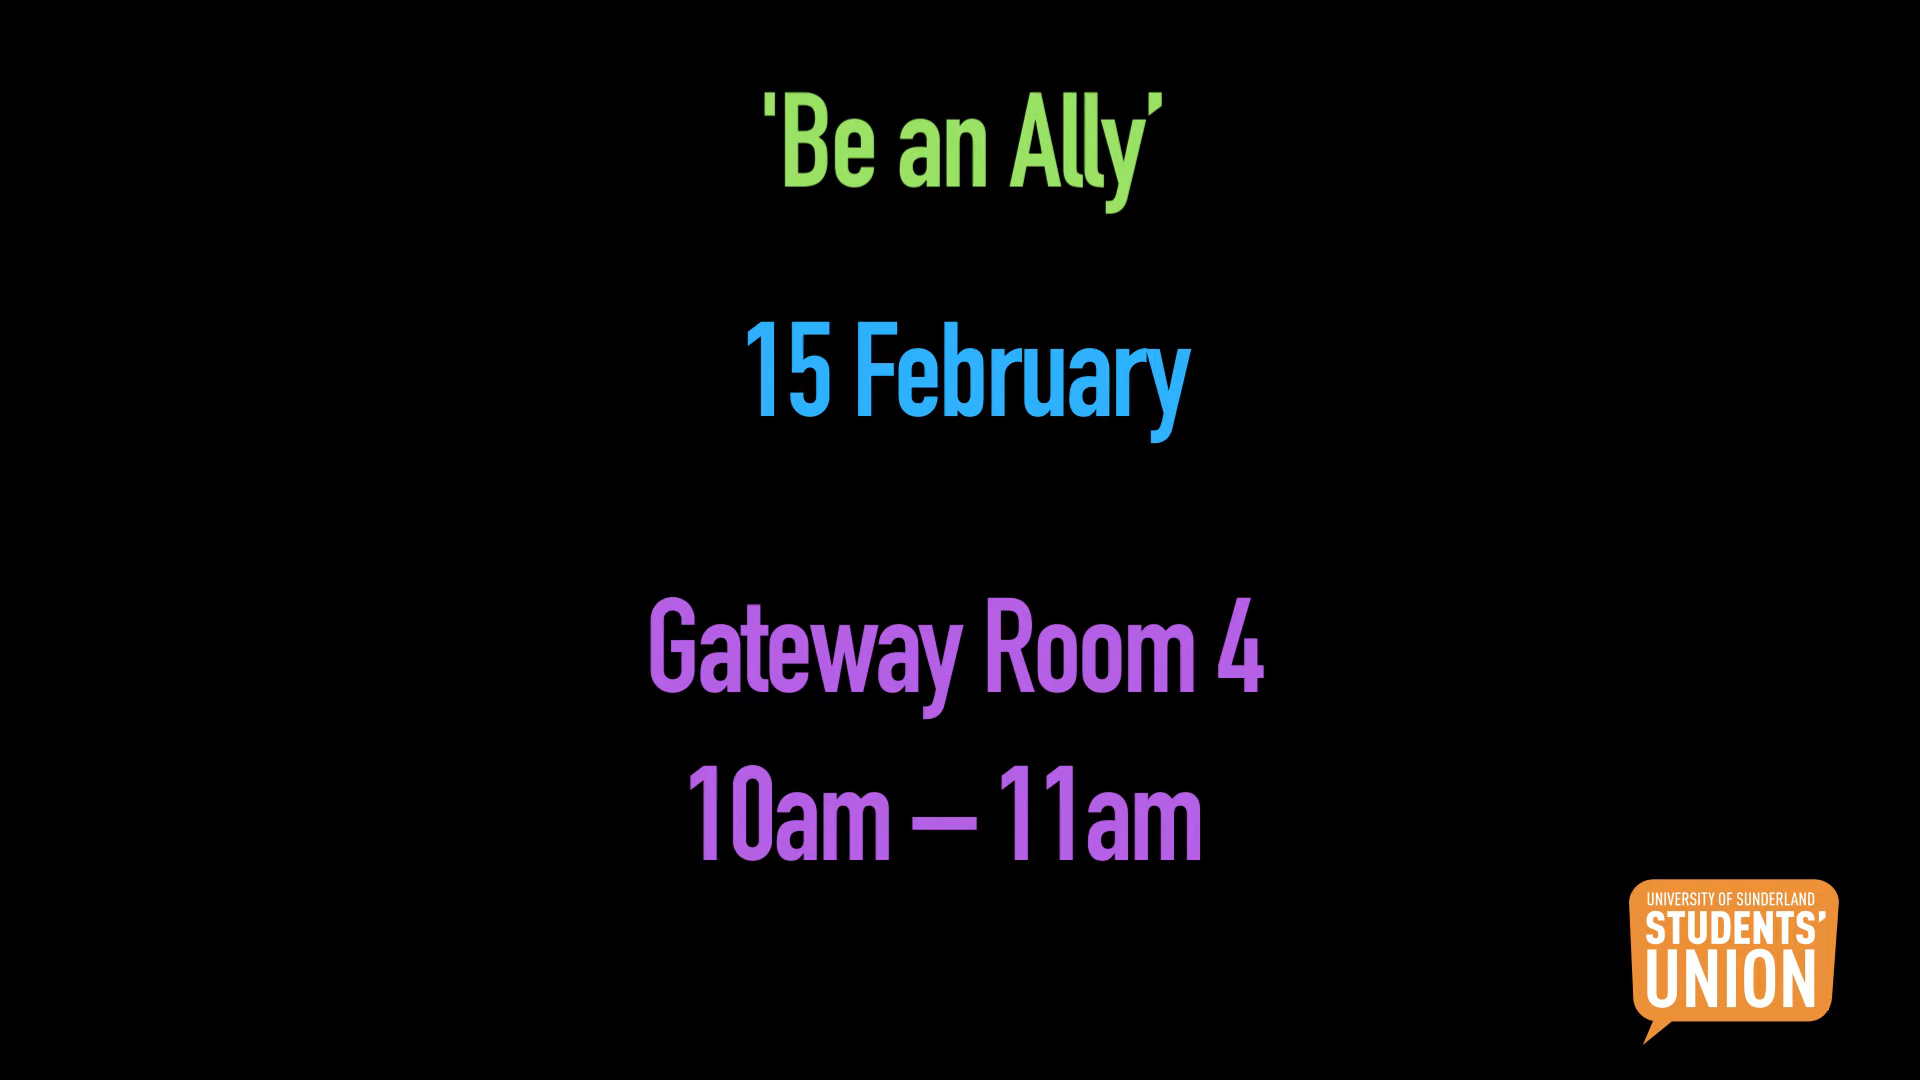 'Be an Ally’
15 February
Gateway Room 4
10am – 11am
UNIVERSITY OF SUNDERLAND
STUDENTS’
UNION